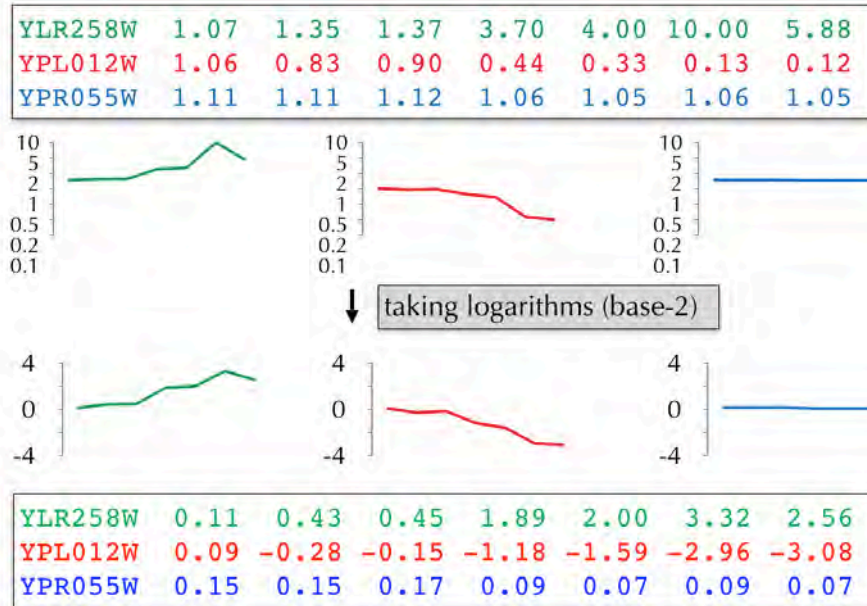 YLR258W 1.07 1.35 1.37 3.70 4.00 10.00 5.88
YPL012W 1.06 0.83 0.90 0.44 0.33 0.13 0.12
YPR055W 1.11 1.11 1.12 1.06 1.05 1.06 1.05
10 10 10
5 5 5
2 2 2
1 1 1
0.5 0.5 0.5
0.2 0.2 0.2
0.1 0.1 0.1
taking logarithms (base-2)
4 4 4
0 0 0
-4 -4 -4
YLR258W 0.11 0.43 0.45 1.89 2.00 3.32 2.56
YPL012W 0.09 -0.28 -0.15 -1.18 -1.59 -2.96 -3.08
YPR055W 0.15 0.15 0.17 0.09 0.07 0.09 0.07